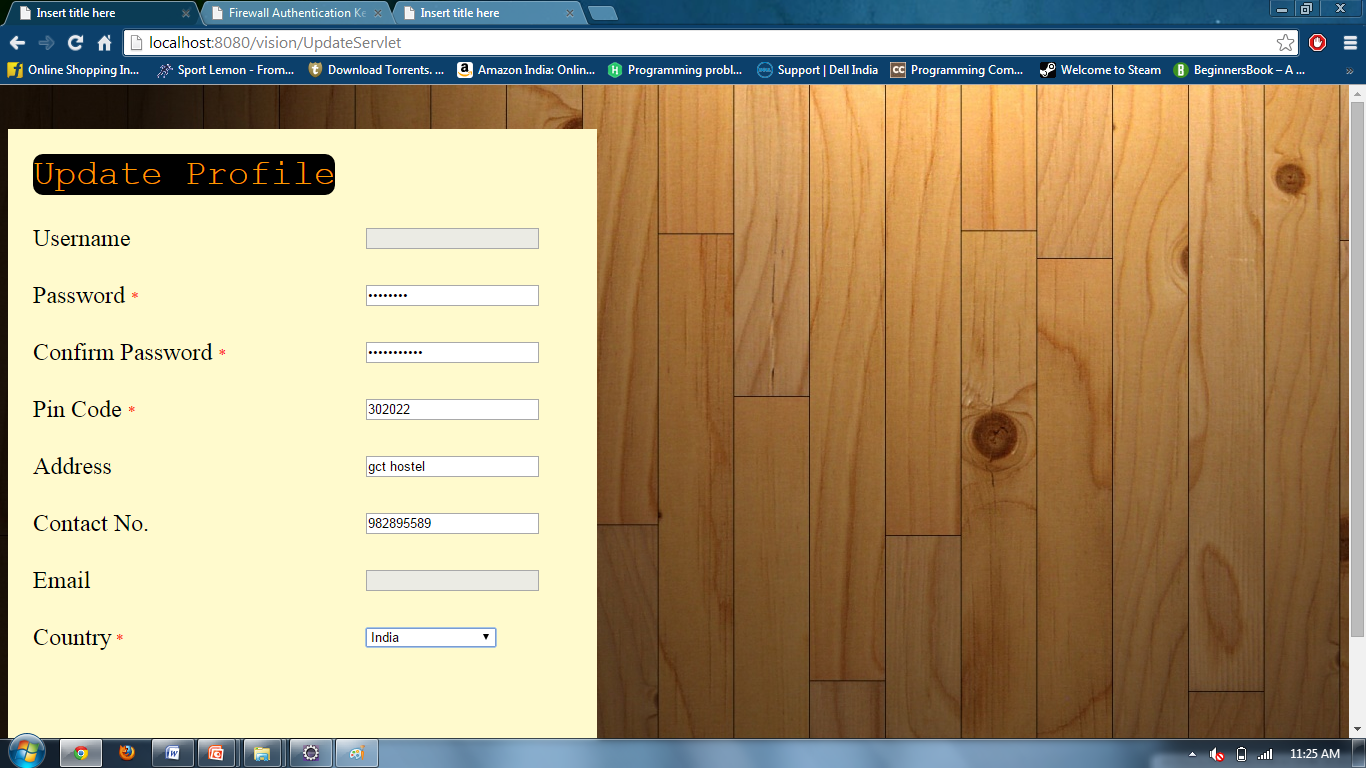 Insert title here
Firewall Authentication Ke
Insert title here
localhost:8080/vision/UpdateServlet
Online Shopping In...
Sport Lemon - From...
Download Torrents. ...
Amazon India: Onlin...
Programming probl...
Support | Dell India
Programming Com...
Welcome to Steam
BeginnersBook – A ...
Update Profile
Username
Password * ••••••••
Confirm Password * •••••••••••
Pin Code * 302022
Address gct hostel
Contact No. 982895589
Email
Country * India
11:25 AM